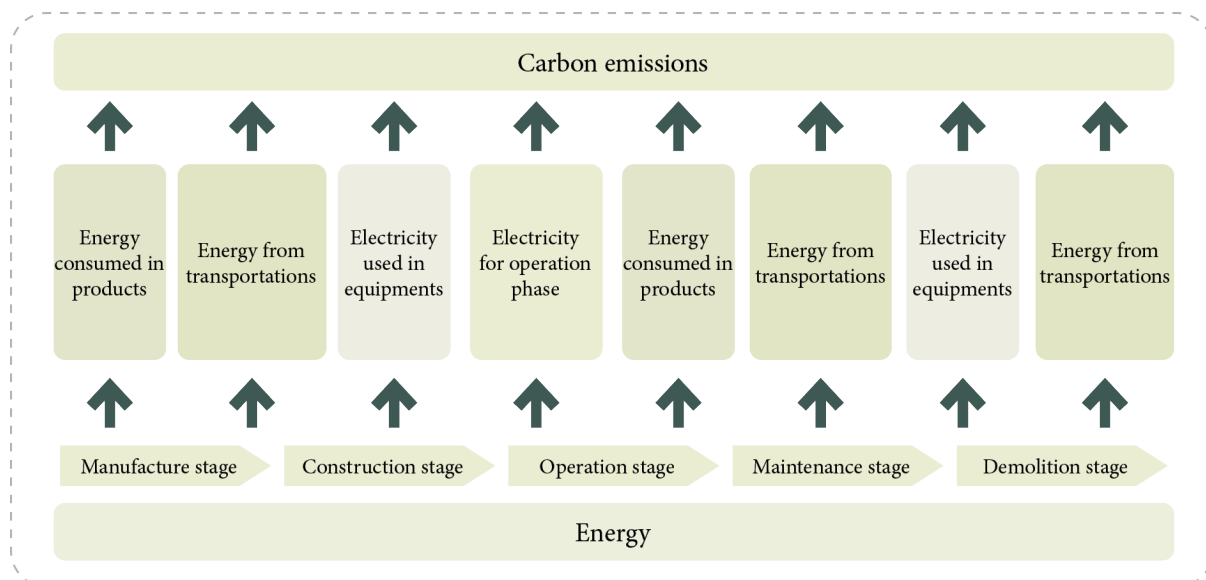 Carbon emissions
Energy
consumed in
products
Energy from
transportations
Electricity
used in
equipments
Electricity
for operation
phase
Energy
consumed in
products
Energy from
transportations
Electricity
used in
equipments
Energy from
transportations
Manufacture stage
Construction stage
Operation stage
Maintenance stage
Demolition stage
Energy